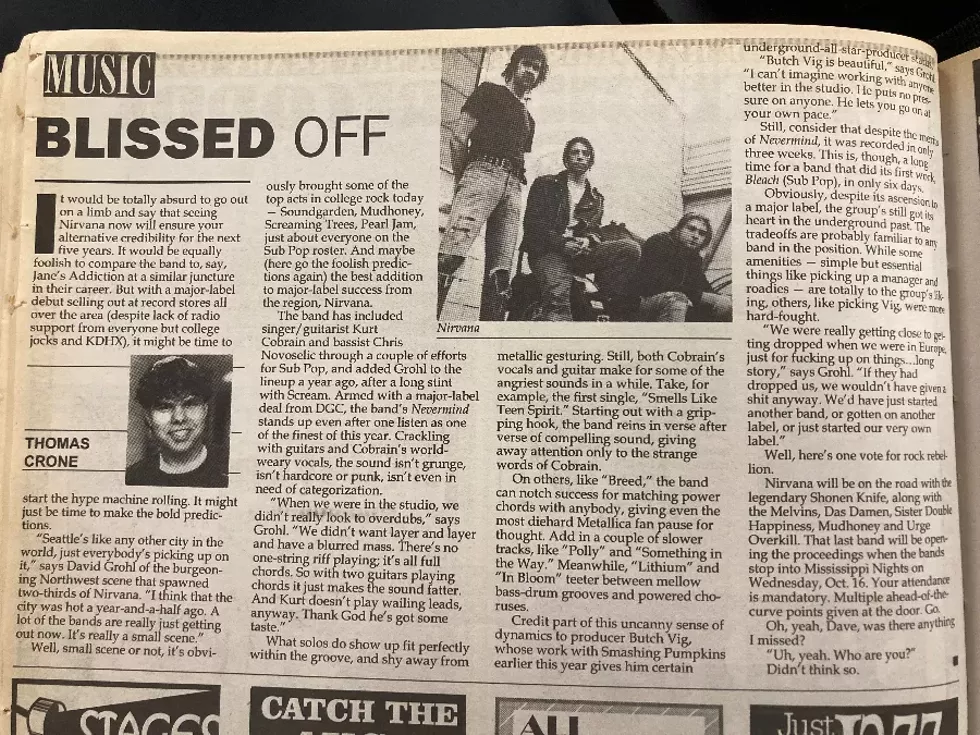 MUSIC
BLISSED OFF
It would be totally absurd to go out
on a limb and say that seeing
Nirvana now will ensure your
alternative credibility for the next
five years. It would be equally
foolish to compare the band to, say,
Jane's Addiction at a similar juncture
in their career. But with a major-label
debut selling out at record stores all
over the area (despite lack of radio
support from everyone but college
jocks and KDHX), it might be time to
THOMAS
CRONE
start the hype machine rolling. It might
just be time to make the bold predic-
tions.
"Seattle's like any other city in the
world, just everybody's picking up on
it," says David Grohl of the burgeon-
ing Northwest scene that spawned
two-thirds of Nirvana. "I think that the
city was hot a year-and-a-half ago. A
lot of the bands are really just getting
out now. It's really a small scene."
Well, small scene or not, it's obvi-
ously brought some of the
top acts in college rock today
— Soundgarden, Mudhoney,
Screaming Trees, Pearl Jam,
just about everyone on the
Sub Pop roster. And maybe
(here go the foolish predic-
tions again) the best addition
to major-label success from
the region, Nirvana.
The band has included
singer/guitarist Kurt
Cobrain and bassist Chris
Novoselic through a couple of efforts
for Sub Pop, and added Grohl to the
lineup a year ago, after a long stint
with Scream. Armed with a major-label
deal from DGC, the band's Nevermind
stands up even after one listen as one
of the finest of this year. Crackling
with guitars and Cobrain's world-
weary vocals, the sound isn't grunge,
isn't hardcore or punk, isn't even in
need of categorization.
"When we were in the studio, we
didn't really look to overdubs," says
Grohl. "We didn't want layer and layer
and have a blurred mass. There's no
one-string riff playing; it's all full
chords. So with two guitars playing
chords it just makes the sound fatter.
And Kurt doesn't play wailing leads,
anyway. Thank God he's got some
taste."
What solos do show up fit perfectly
within the groove, and shy away from
Nirvana
metallic gesturing. Still, both Cobrain's
vocals and guitar make for some of the
angriest sounds in a while. Take, for
example, the first single, "Smells Like
Teen Spirit." Starting out with a grip-
ping hook, the band reins in verse after
verse of compelling sound, giving
away attention only to the strange
words of Cobrain.
On others, like "Breed," the band
can notch success for matching power
chords with anybody, giving even the
most diehard Metallica fan pause for
thought. Add in a couple of slower
tracks, like "Polly" and "Something in
the Way." Meanwhile, "Lithium" and
"In Bloom" teeter between mellow
bass-drum grooves and powered cho-
ruses.
Credit part of this uncanny sense of
dynamics to producer Butch Vig,
whose work with Smashing Pumpkins
earlier this year gives him certain
underground-all-star-producer status.
"Butch Vig is beautiful," says Grohl.
"I can't imagine working with anyone
better in the studio. He puts no pres-
sure on anyone. He lets you go on at
your own pace."
Still, consider that despite the merits
of Nevermind, it was recorded in only
three weeks. This is, though, a long
time for a band that did its first work,
Bleach (Sub Pop), in only six days.
Obviously, despite its ascension to
a major label, the group's still got its
heart in the underground past. The
tradeoffs are probably familiar to any
band in the position. While some
amenities — simple but essential
things like picking up a manager and
roadies — are totally to the group's lik-
ing, others, like picking Vig, were more
hard-fought.
"We were really getting close to get-
ting dropped when we were in Europe,
just for fucking up on things...long
story," says Grohl. "If they had
dropped us, we wouldn't have given a
shit anyway. We'd have just started
another band, or gotten on another
label, or just started our very own
label."
Well, here's one vote for rock rebel-
lion.
Nirvana will be on the road with the
legendary Shonen Knife, along with
the Melvins, Das Damen, Sister Double
Happiness, Mudhoney and Urge
Overkill. That last band will be open-
ing the proceedings when the bands
stop into Mississippi Nights on
Wednesday, Oct. 16. Your attendance
is mandatory. Multiple ahead-of-the-
curve points given at the door. Go.
Oh, yeah, Dave, was there anything
I missed?
"Uh, yeah. Who are you?"
Didn't think so.
STAGES
CATCH THE
ALL
Just